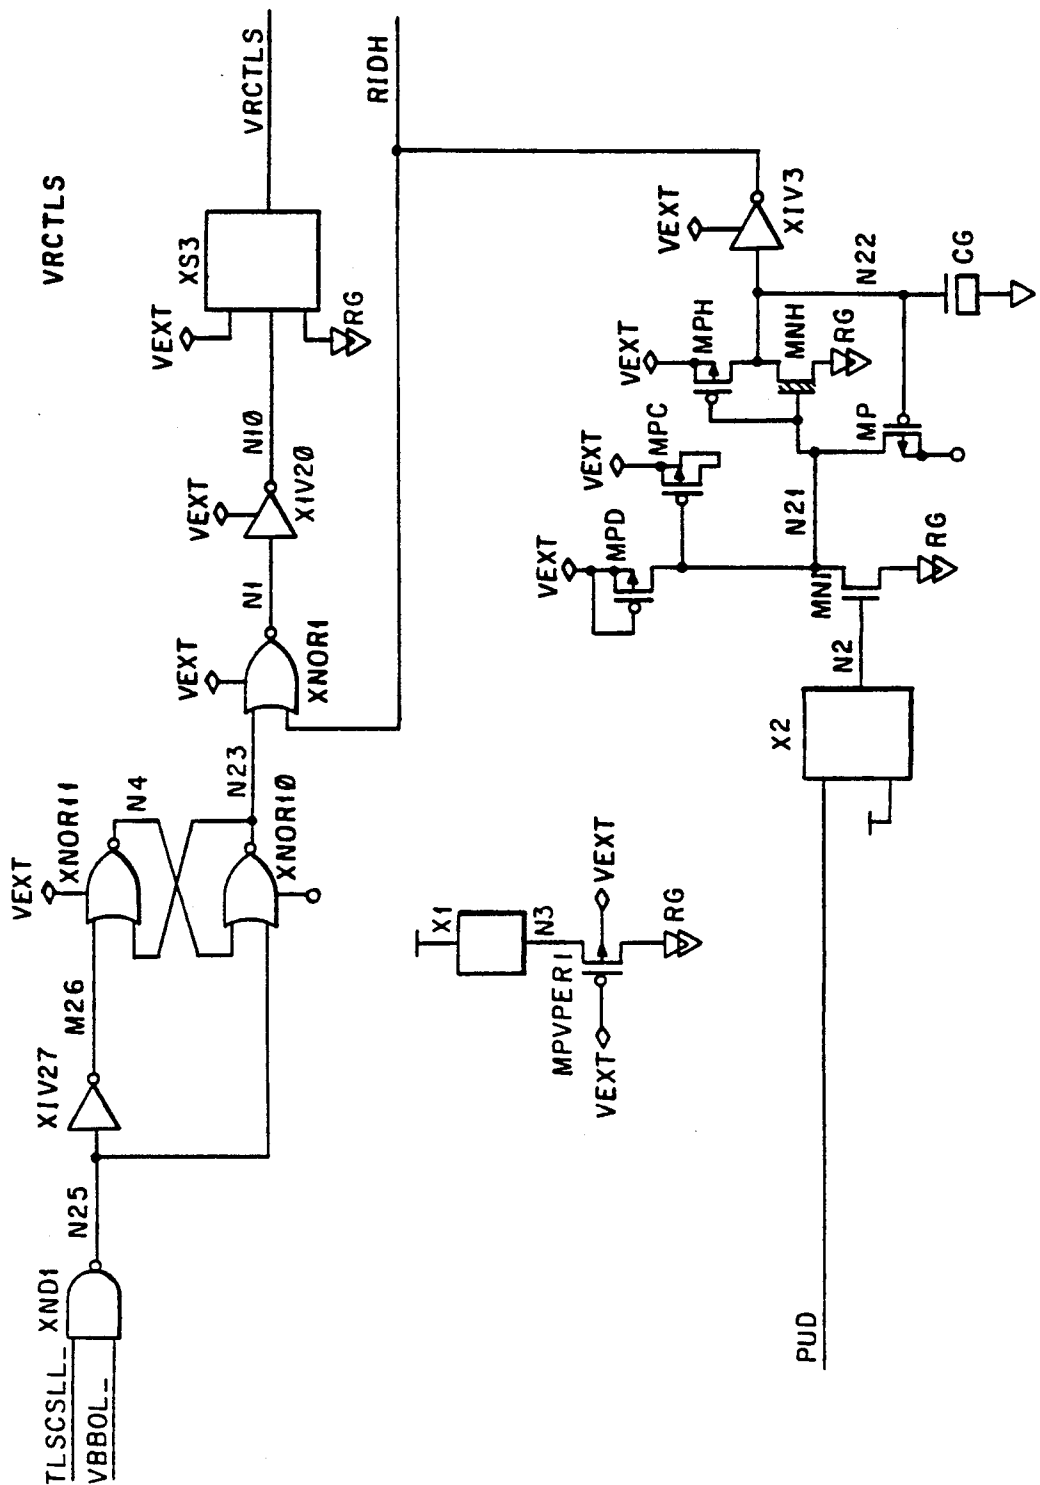 VRCTLS
TLSCSLL_
VBBOL_
XND1
N25
XIV27
M26
VEXT
XNOR11
N4
N23
XNOR10
VEXT
XNOR1
N1
VEXT
XIV20
N10
VEXT
XS3
RG
VRCTLS
RIDH
X1
N3
MPVPER1
VEXT
VEXT
RG
VEXT
MPD
VEXT
MPC
VEXT
MPH
MNH
RG
VEXT
XIV3
N22
CG
MP
N21
MN1
RG
N2
X2
PUD